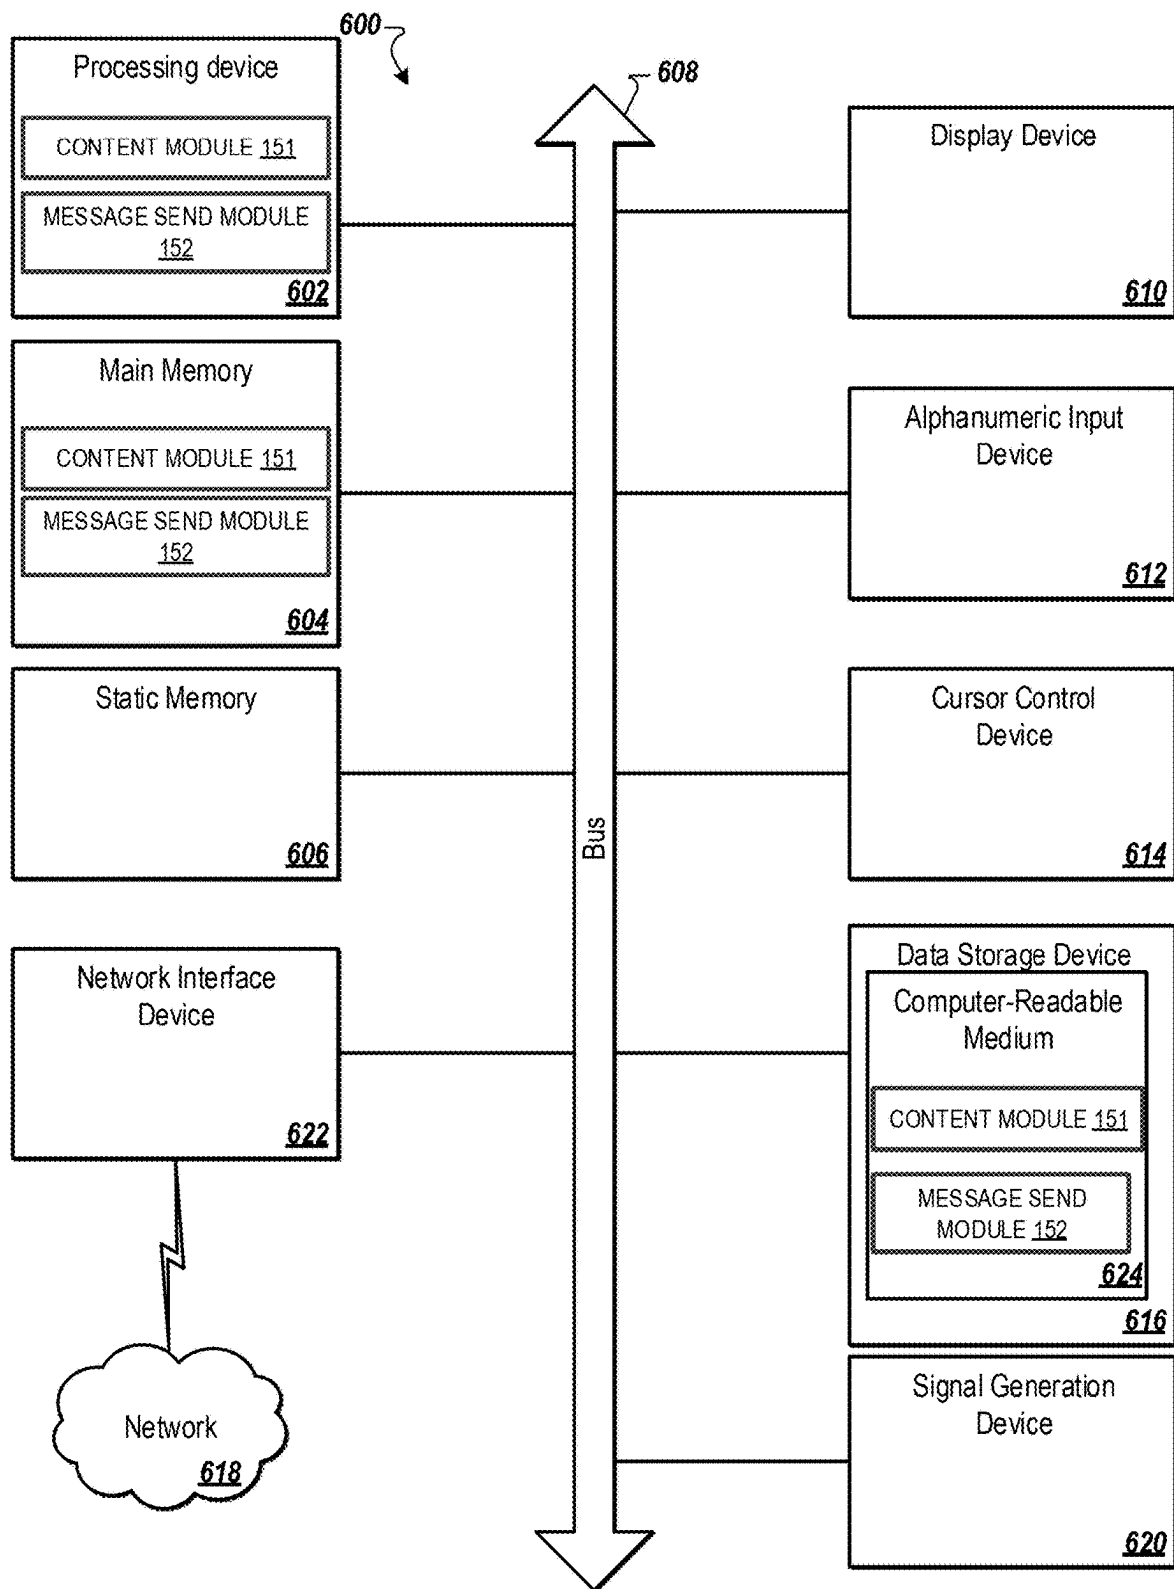 600
608
Processing device
CONTENT MODULE 151
MESSAGE SEND MODULE
152
602
Main Memory
CONTENT MODULE 151
MESSAGE SEND MODULE
152
604
Static Memory
606
Network Interface
Device
622
Network
618
Bus
Display Device
610
Alphanumeric Input
Device
612
Cursor Control
Device
614
Data Storage Device
Computer-Readable
Medium
CONTENT MODULE 151
MESSAGE SEND
MODULE 152
624
616
Signal Generation
Device
620